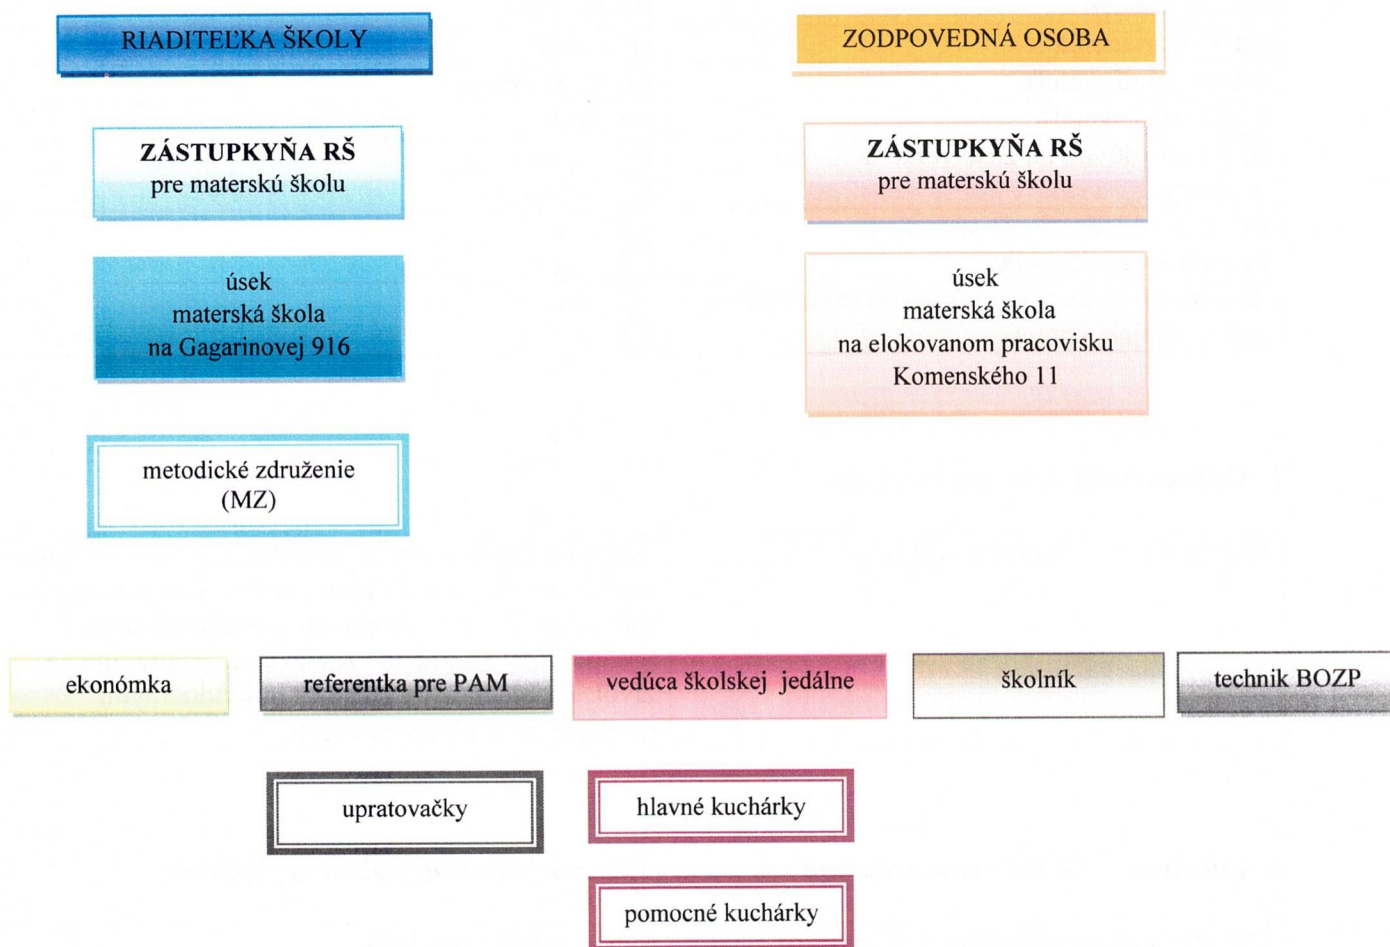 RIADITEĽKA ŠKOLY
ZODPOVEDNÁ OSOBA
ZÁSTUPKYŇA RŠ
pre materskú školu
ZÁSTUPKYŇA RŠ
pre materskú školu
úsek
materská škola
na Gagarinovej 916
úsek
materská škola
na elokovanom pracovisku
Komenského 11
metodické združenie
(MZ)
ekonómka
referentka pre PAM
vedúca školskej jedálne
školník
technik BOZP
upratovačky
hlavné kuchárky
pomocné kuchárky